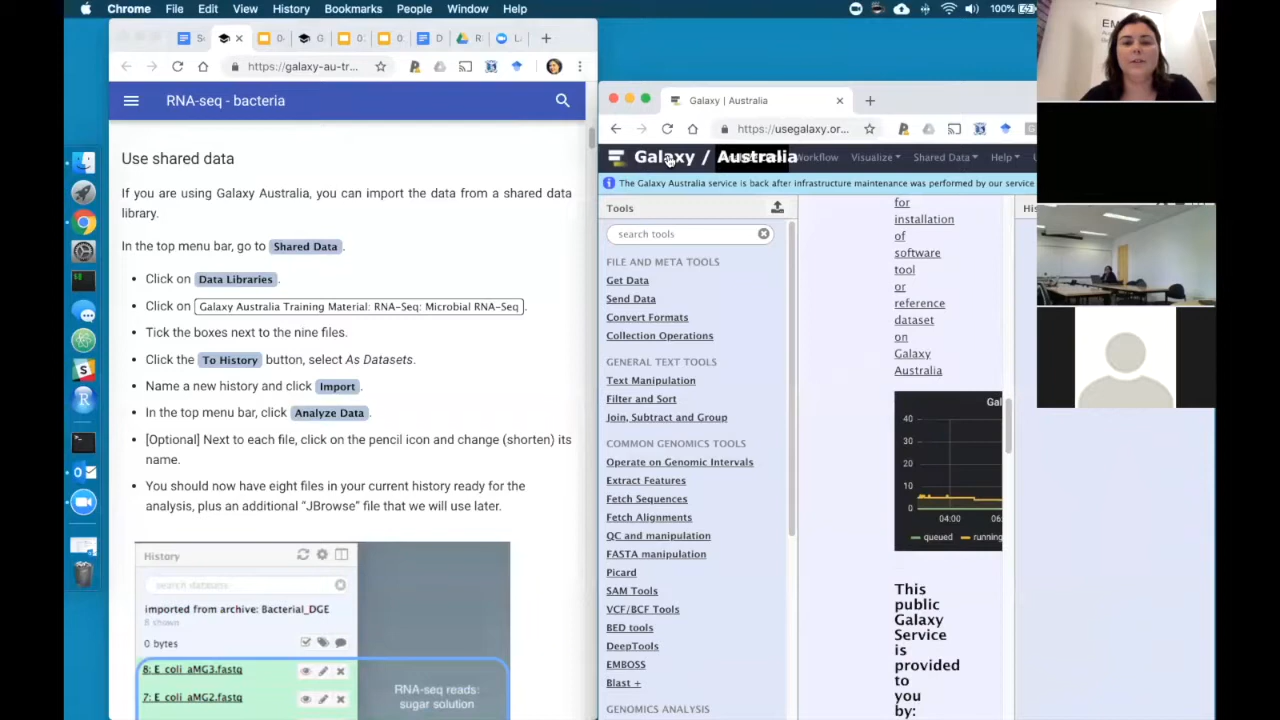 Chrome File Edit View History Bookmarks People Window Help
100%
https://galaxy-au-tr...
RNA-seq - bacteria
Use shared data
If you are using Galaxy Australia, you can import the data from a shared data
library.
In the top menu bar, go to Shared Data.
• Click on Data Libraries.
• Click on Galaxy Australia Training Material: RNA-Seq: Microbial RNA-Seq.
• Tick the boxes next to the nine files.
• Click the To History button, select As Datasets.
• Name a new history and click Import.
• In the top menu bar, click Analyze Data.
• [Optional] Next to each file, click on the pencil icon and change (shorten) its
name.
• You should now have eight files in your current history ready for the
analysis, plus an additional “JBrowse” file that we will use later.
History
search datasets
imported from archive: Bacterial_DGE
8 shown
0 bytes
8: E_coli_aMG3.fastq
7: E_coli_aMG2.fastq
RNA-seq reads:
sugar solution
Galaxy | Australia
https://usegalaxy.or...
Galaxy / Australia Workflow Visualize Shared Data Help
The Galaxy Australia service is back after infrastructure maintenance was performed by our service
Tools
search tools
FILE AND META TOOLS
Get Data
Send Data
Convert Formats
Collection Operations
GENERAL TEXT TOOLS
Text Manipulation
Filter and Sort
Join, Subtract and Group
COMMON GENOMICS TOOLS
Operate on Genomic Intervals
Extract Features
Fetch Sequences
Fetch Alignments
QC and manipulation
FASTA manipulation
Picard
SAM Tools
VCF/BCF Tools
BED tools
DeepTools
EMBOSS
Blast +
GENOMICS ANALYSIS
for
installation
of
software
tool
or
reference
dataset
on
Galaxy
Australia
Gal
40
30
20
10
0
04:00
queued running
This
public
Galaxy
Service
is
provided
to
you
by: